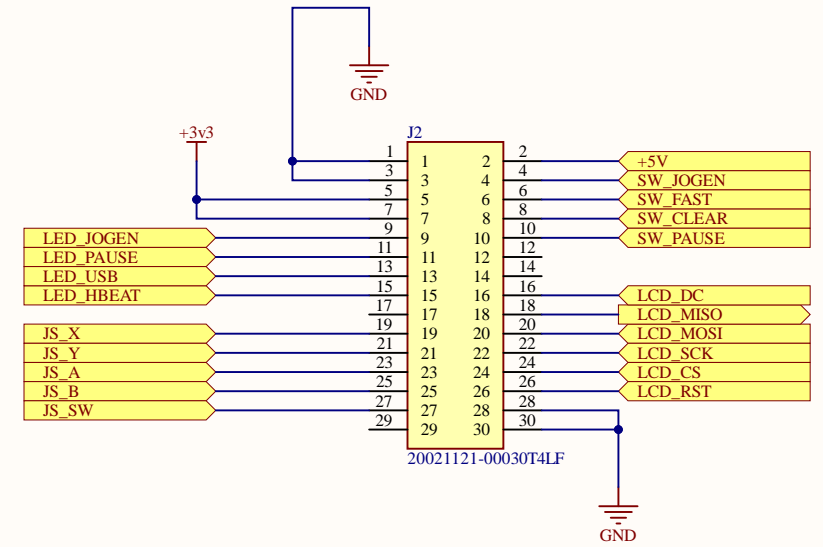 GND
+3v3
J2
1 1 2 2 +5V
3 3 4 4 SW_JOGEN
5 5 6 6 SW_FAST
7 7 8 8 SW_CLEAR
LED_JOGEN 9 9 10 10 SW_PAUSE
LED_PAUSE 11 11 12 12
LED_USB 13 13 14 14
LED_HBEAT 15 15 16 16 LCD_DC
17 17 18 18 LCD_MISO
JS_X 19 19 20 20 LCD_MOSI
JS_Y 21 21 22 22 LCD_SCK
JS_A 23 23 24 24 LCD_CS
JS_B 25 25 26 26 LCD_RST
JS_SW 27 27 28 28
29 29 30 30
20021121-00030T4LF
GND